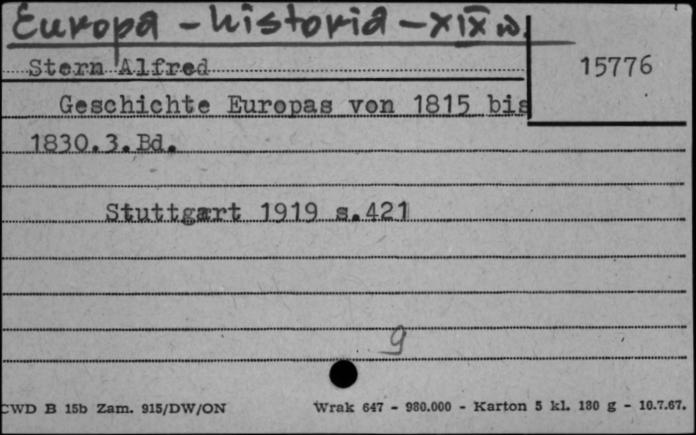 Europa - historia - XIX w.
Stern Alfred
15776
Geschichte Europas von 1815 bis
1830.3.Bd.
Stuttgart 1919 s.421
9
CWD B 15b Zam. 915/DW/ON Wrak 647 - 980.000 - Karton 5 kl. 180 g - 10.7.67.